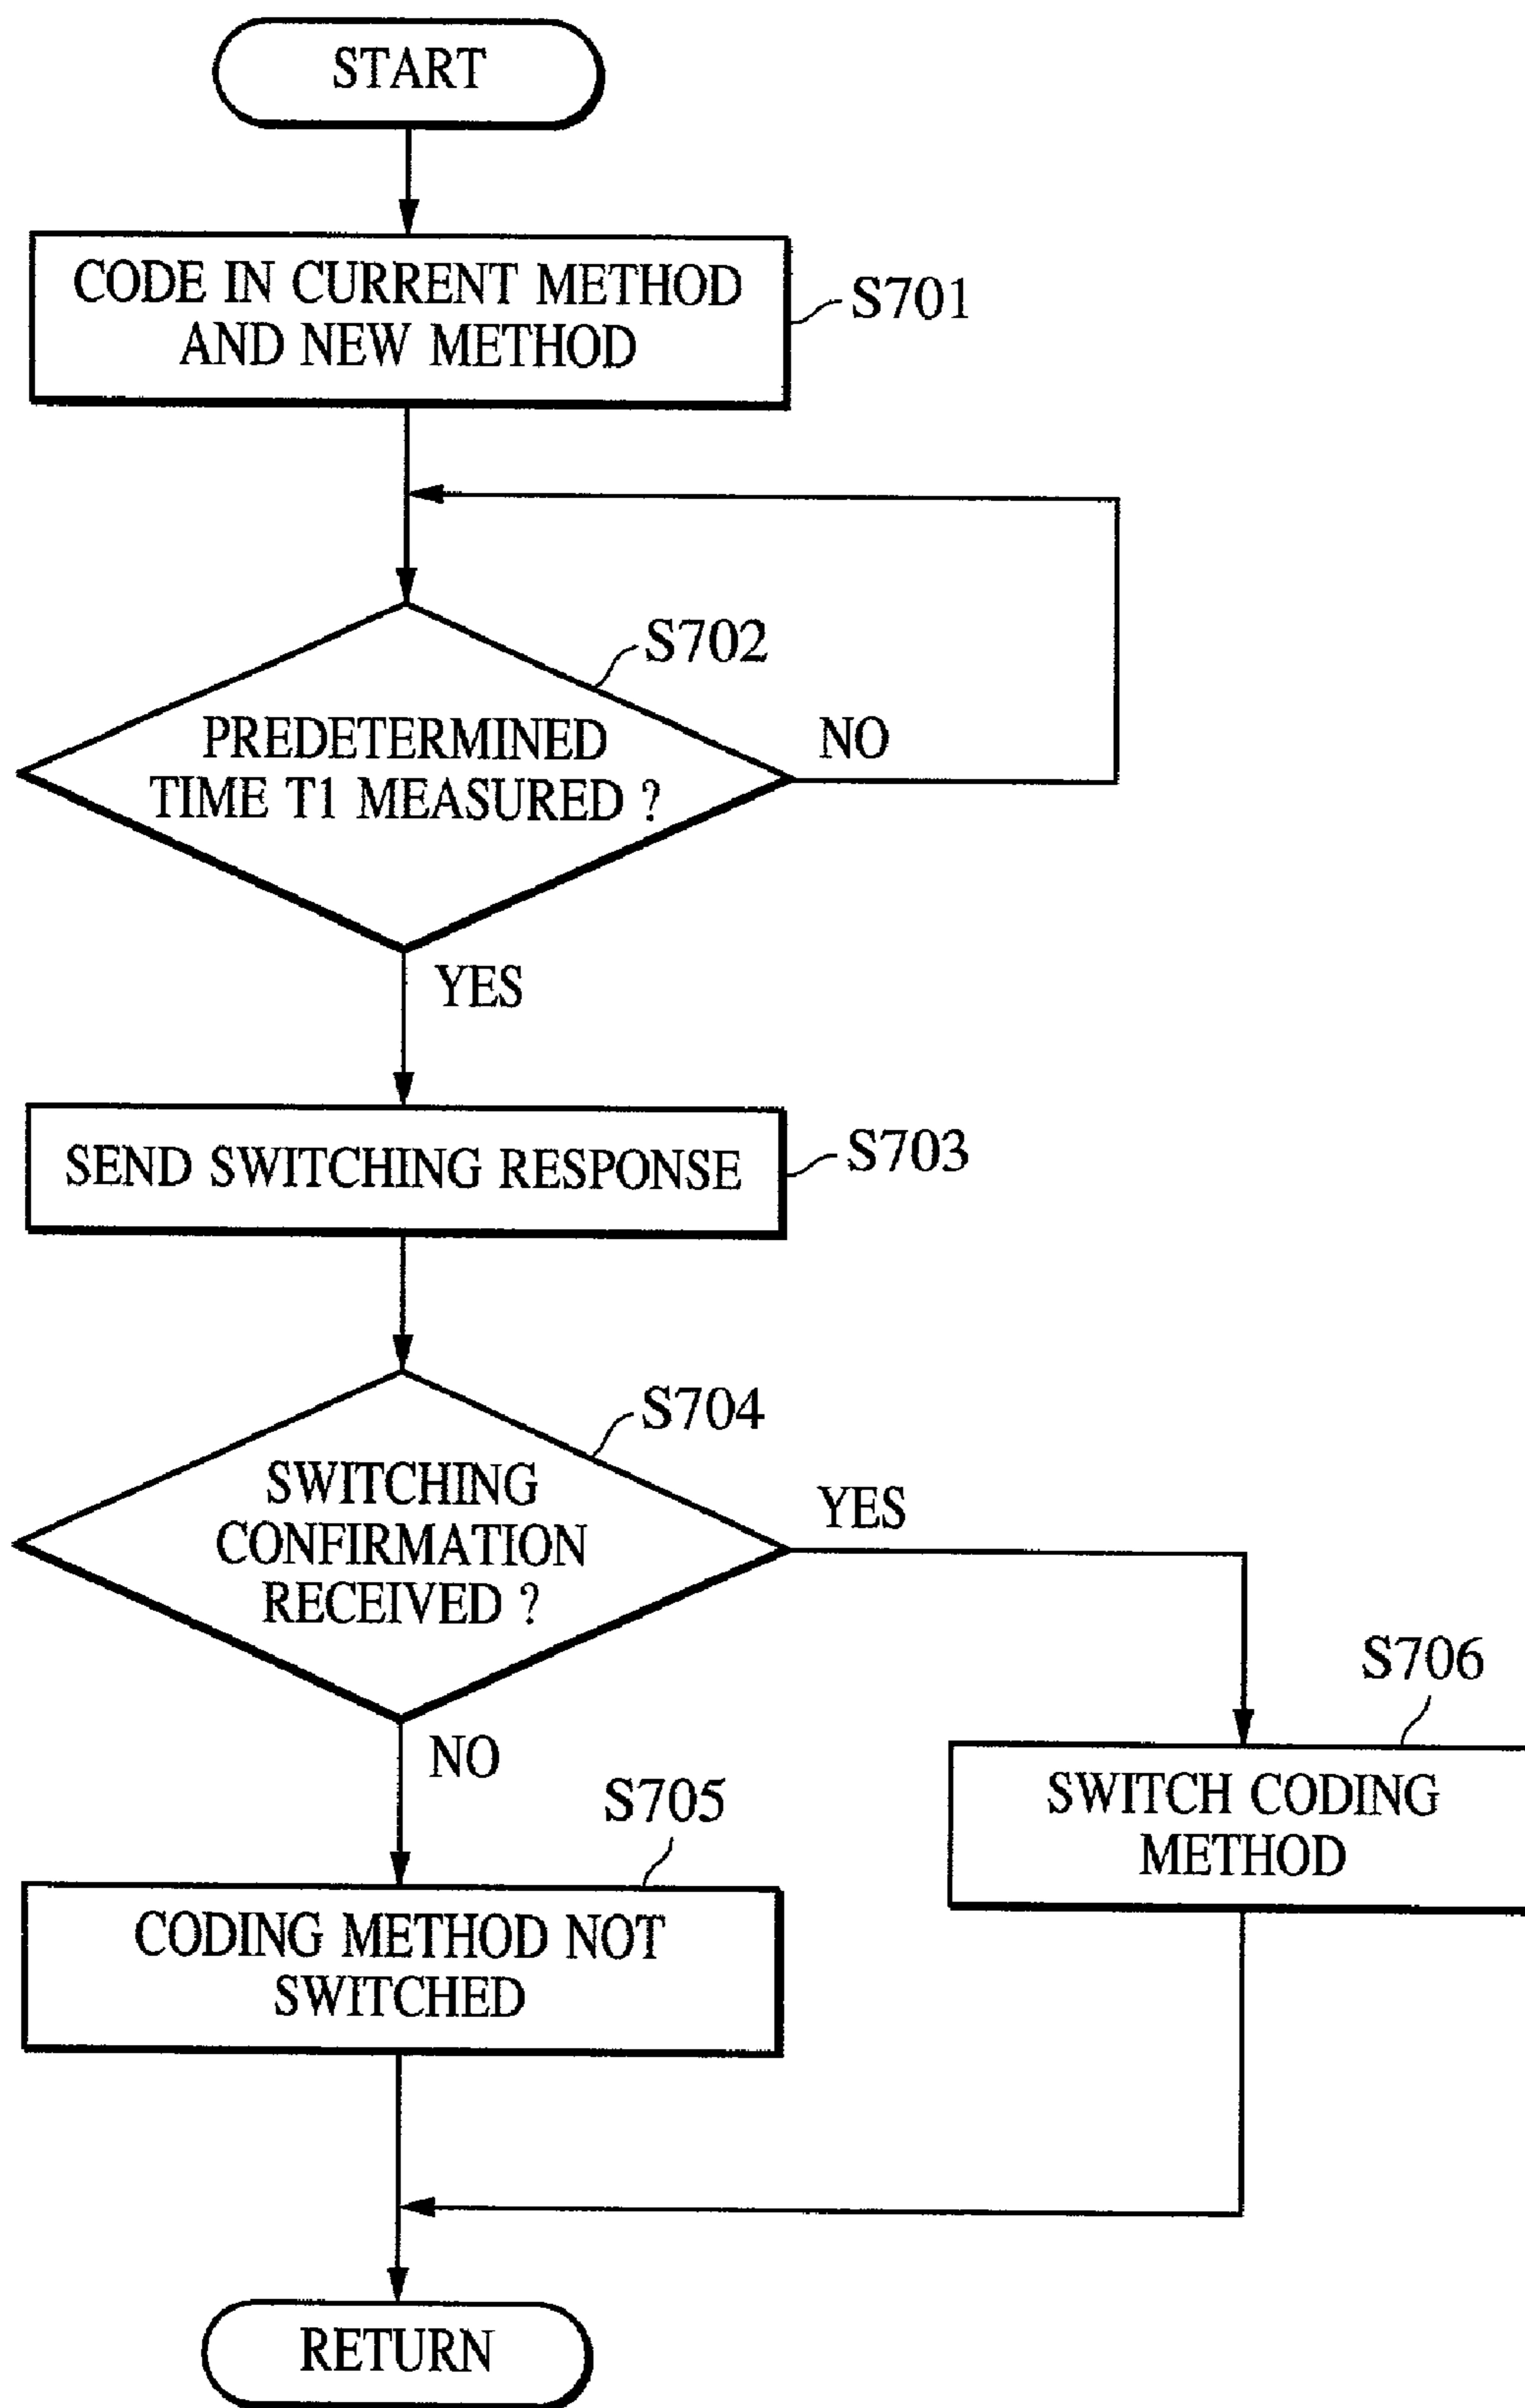 START
CODE IN CURRENT METHOD
AND NEW METHOD
S701
S702
PREDETERMINED
TIME T1 MEASURED ?
NO
YES
SEND SWITCHING RESPONSE
S703
S704
SWITCHING
CONFIRMATION
RECEIVED ?
YES
NO
S706
SWITCH CODING
METHOD
S705
CODING METHOD NOT
SWITCHED
RETURN